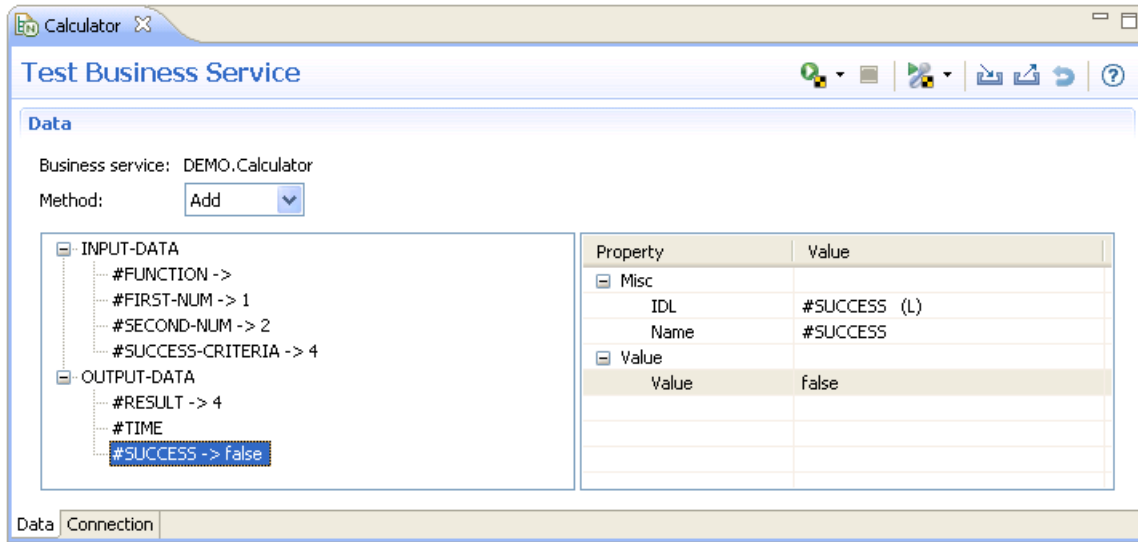 Calculator
Test Business Service
Data
Business service: DEMO.Calculator
Method: Add
INPUT-DATA
#FUNCTION ->
#FIRST-NUM -> 1
#SECOND-NUM -> 2
#SUCCESS-CRITERIA -> 4
OUTPUT-DATA
#RESULT -> 4
#TIME
#SUCCESS -> false
Property Value
Misc
IDL #SUCCESS (L)
Name #SUCCESS
Value
Value false
Data Connection